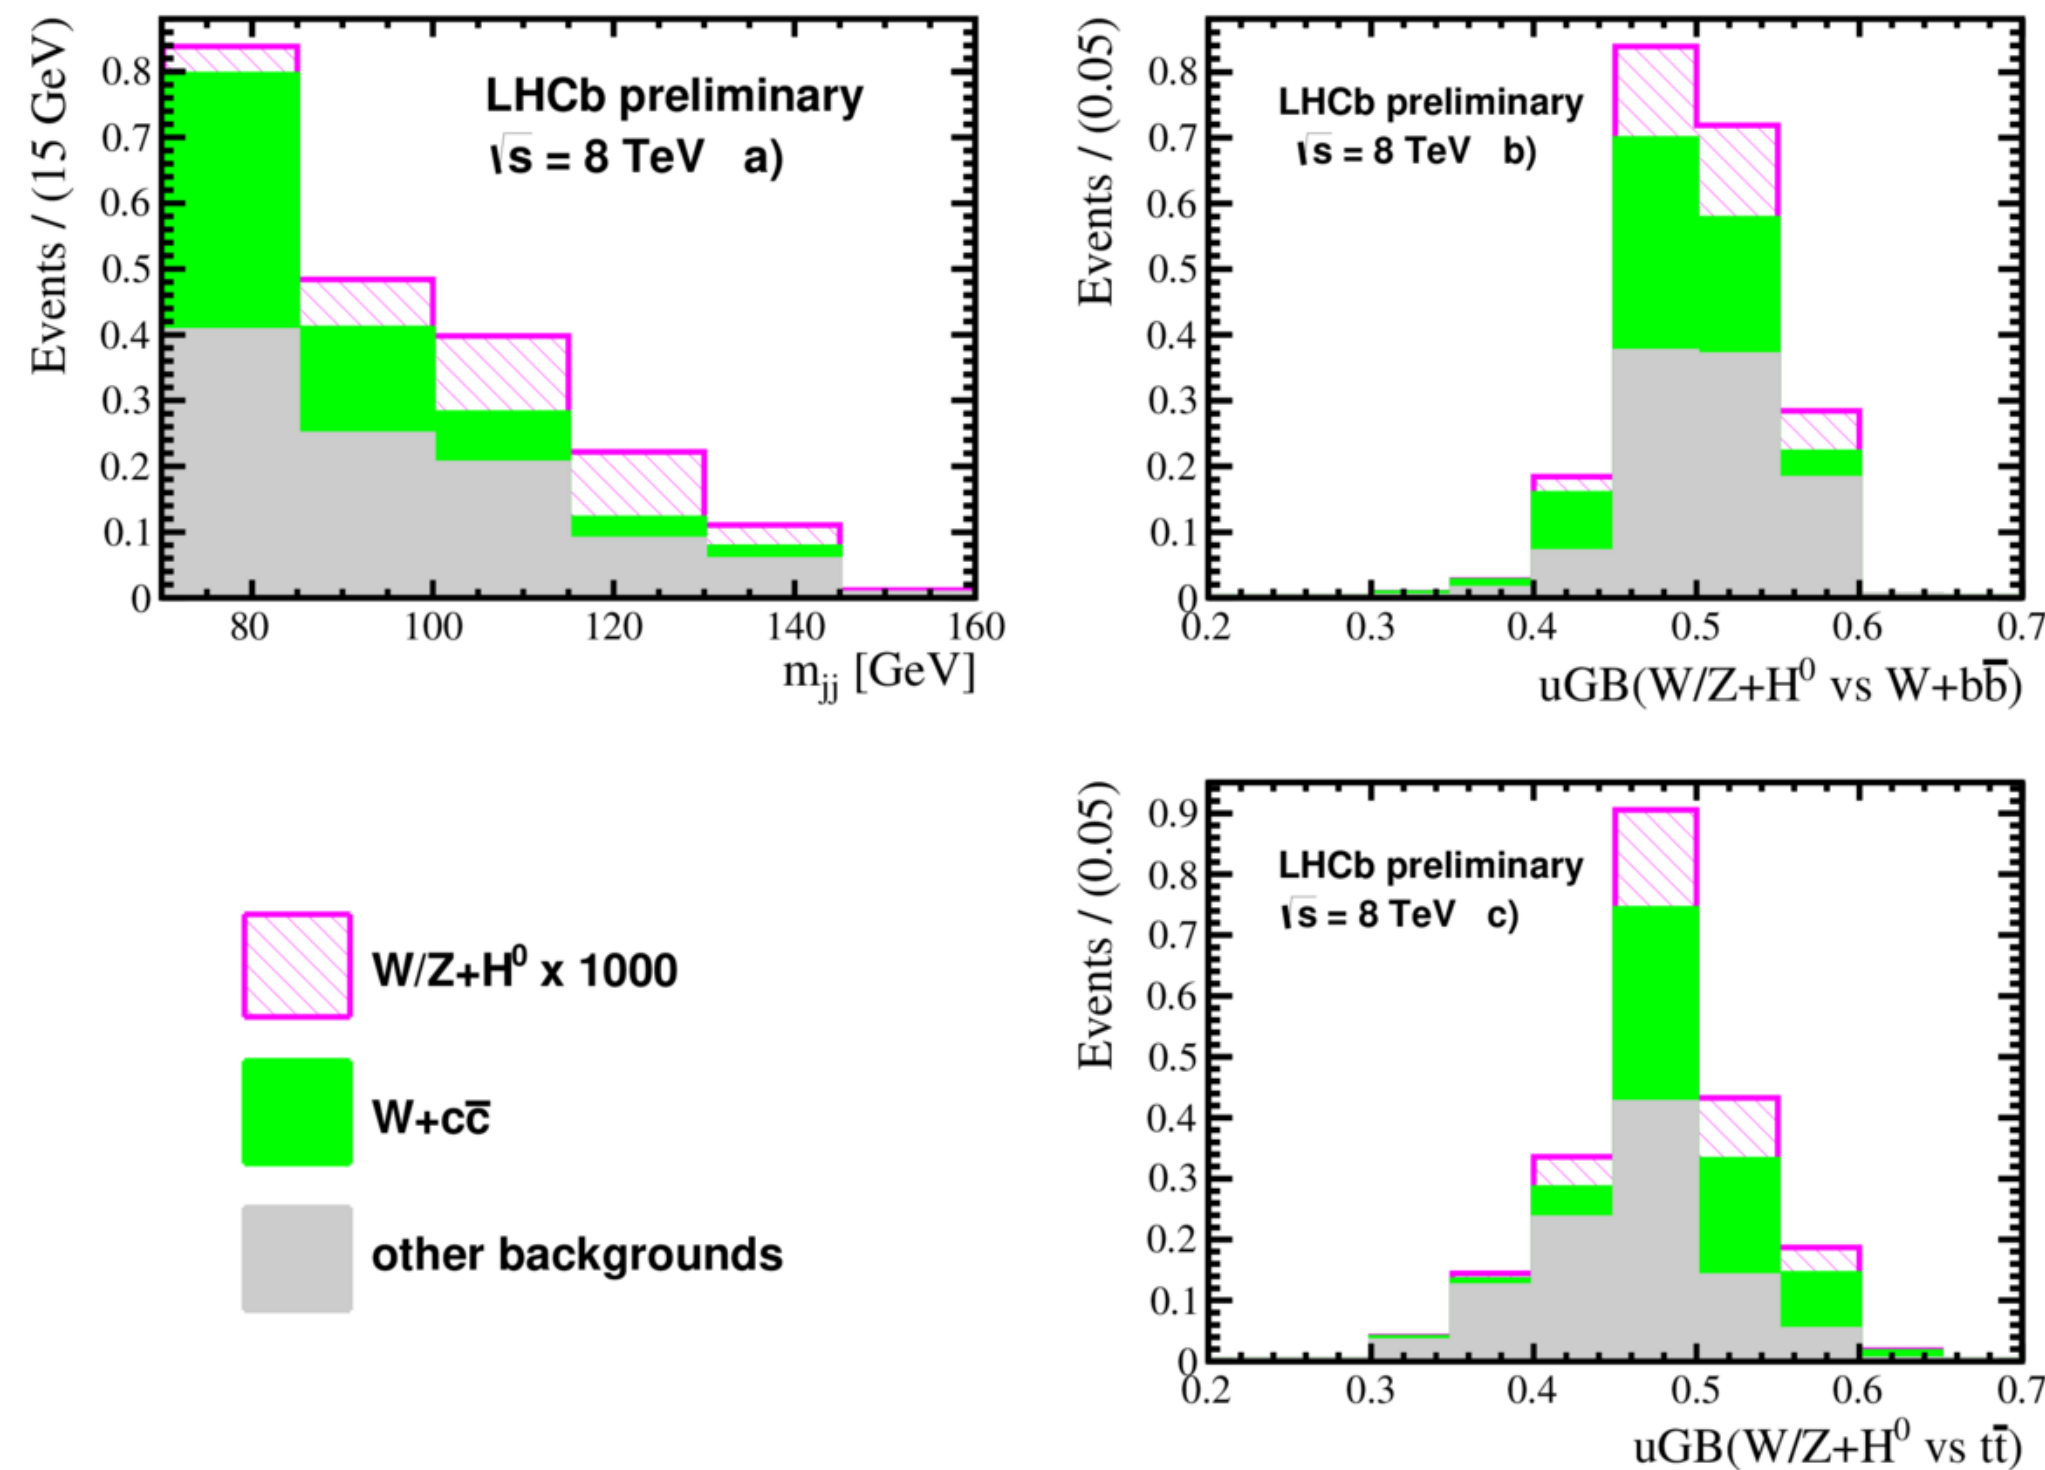 Events / (15 GeV)
0.8
0.7
0.6
0.5
0.4
0.3
0.2
0.1
0
LHCb preliminary
√s = 8 TeV a)
80 100 120 140 160
m_jj [GeV]
Events / (0.05)
0.8
0.7
0.6
0.5
0.4
0.3
0.2
0.1
0
LHCb preliminary
√s = 8 TeV b)
0.2 0.3 0.4 0.5 0.6 0.7
uGB(W/Z+H⁰ vs W+bb̅)
W/Z+H⁰ x 1000
W+cc̅
other backgrounds
Events / (0.05)
0.9
0.8
0.7
0.6
0.5
0.4
0.3
0.2
0.1
0
LHCb preliminary
√s = 8 TeV c)
0.2 0.3 0.4 0.5 0.6 0.7
uGB(W/Z+H⁰ vs tt̅)